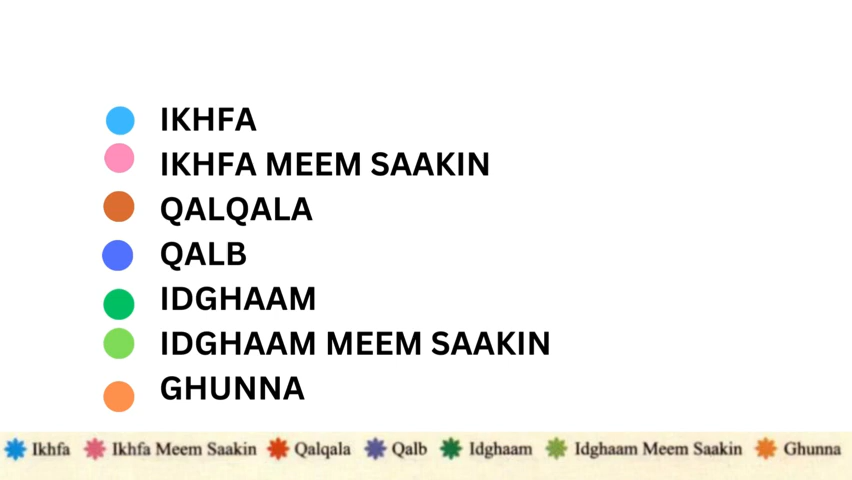 IKHFA
IKHFA MEEM SAAKIN
QALQALA
QALB
IDGHAAM
IDGHAAM MEEM SAAKIN
GHUNNA
Ikhfa Ikhfa Meem Saakin Qalqala Qalb Idghaam Idghaam Meem Saakin Ghunna